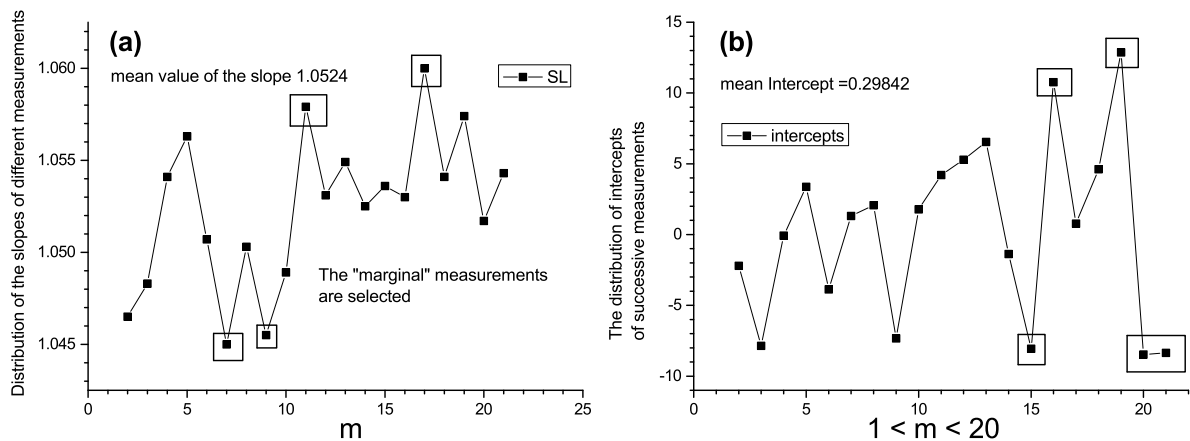 (a)
mean value of the slope 1.0524
SL
The "marginal" measurements
are selected
Distribution of the slopes of different measurements
1.060
1.055
1.050
1.045
0 5 10 15 20 25
m
(b)
mean Intercept =0.29842
intercepts
The distribution of intercepts
of successive measurements
15
10
5
0
-5
-10
0 5 10 15 20
1 < m < 20